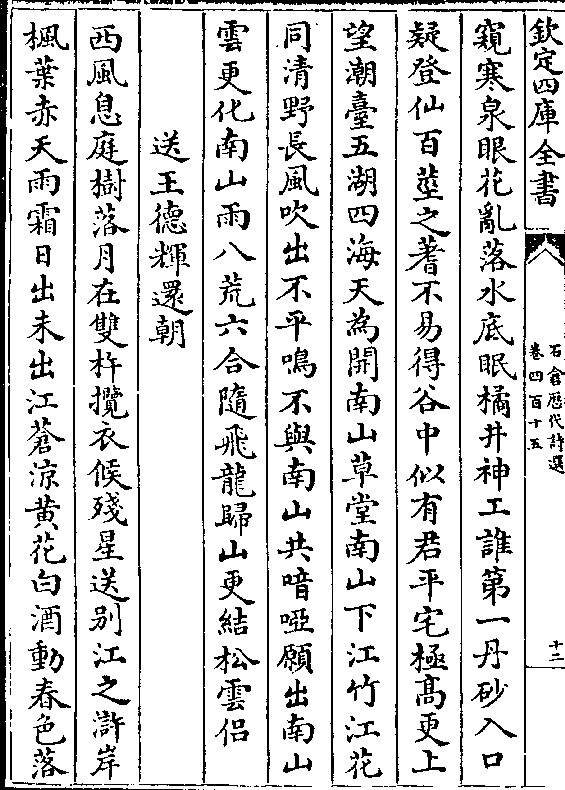 欽定四庫全書
石倉歴代詩選
卷四百十五
十二
窺寒泉眼花亂落水底眠橘井神工誰第一丹砂入口
疑登仙百莖之蓍不易得谷中似有君平宅極髙更上
望潮臺五湖四海天為開南山草堂南山下江竹江花
同清野長風吹出不平鳴不與南山共喑啞願出南山
雲更化南山雨八荒六合隨飛龍歸山更結松雲侣
送王德輝還朝
西風息庭樹落月在雙杵攬衣候殘星送别江之滸岸
楓葉赤天雨霜日出未出江蒼涼黄花白酒動春色落